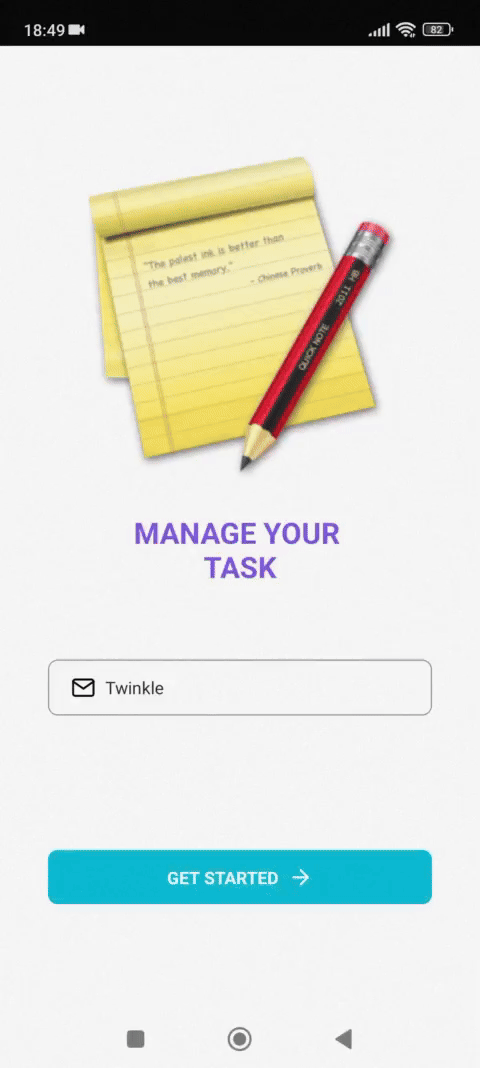 18:49
82
"The palest ink is better than
the best memory."
- Chinese Proverb
QUICK NOTE 2011 HB
MANAGE YOUR
TASK
Twinkle
GET STARTED